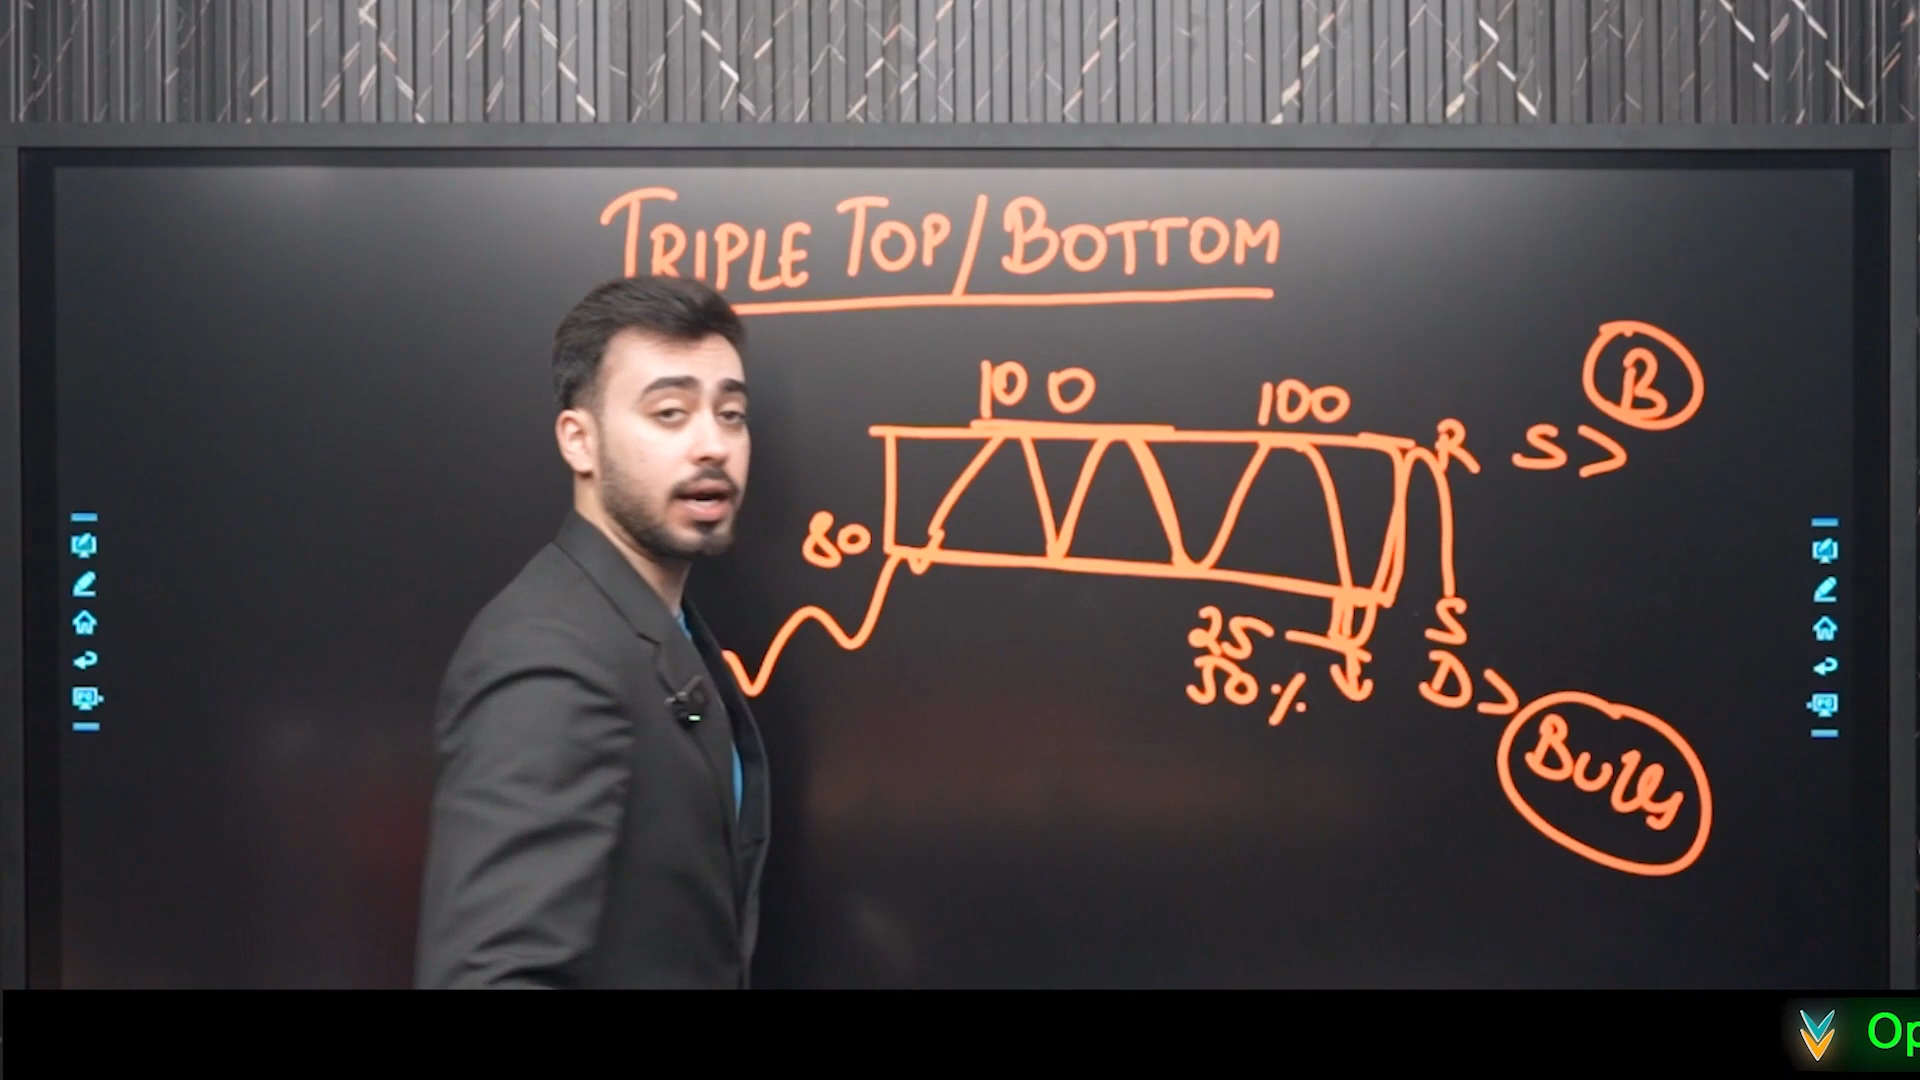 TRIPLE TOP/BOTTOM
B
100 100
R S >
80
25 S
50% D >
Bulls
Op